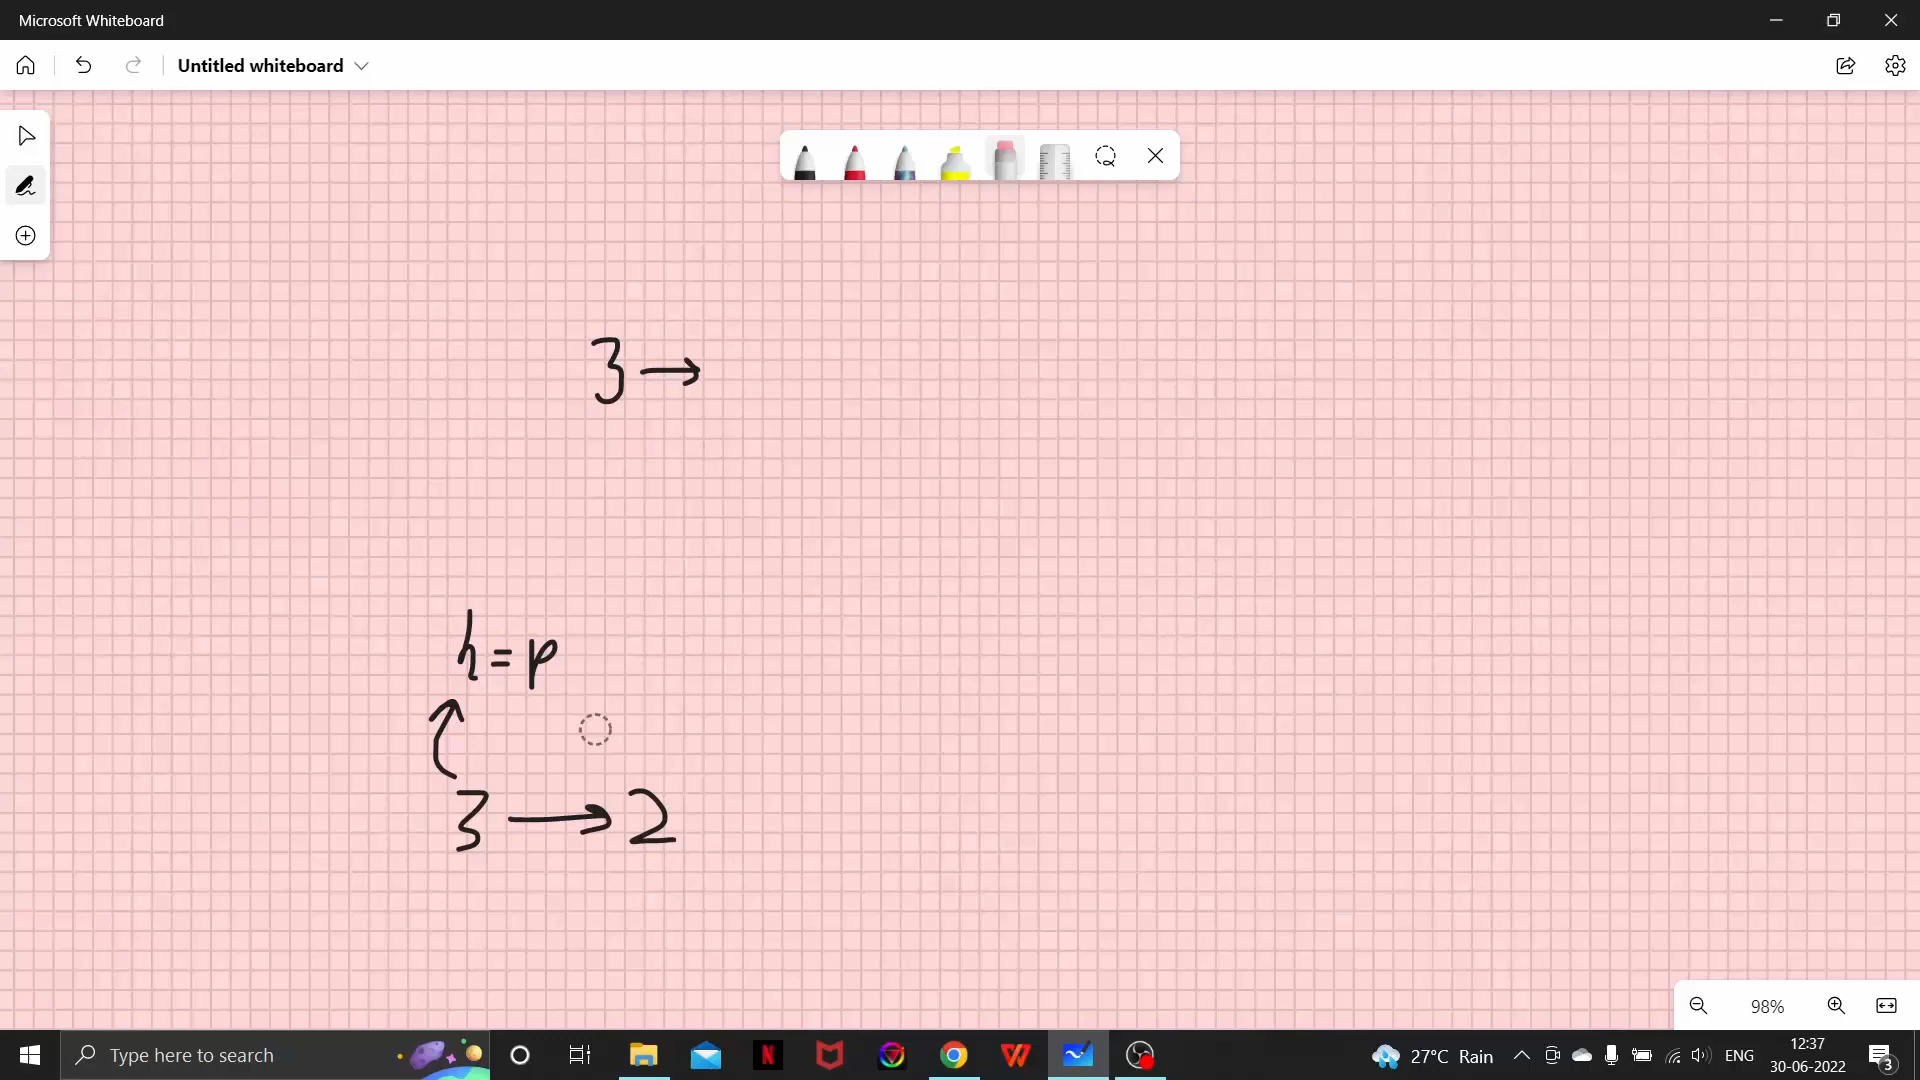 Microsoft Whiteboard
Untitled whiteboard
3 →
h = p
3 → 2
98%
Type here to search
27°C Rain
ENG
12:37
30-06-2022
3